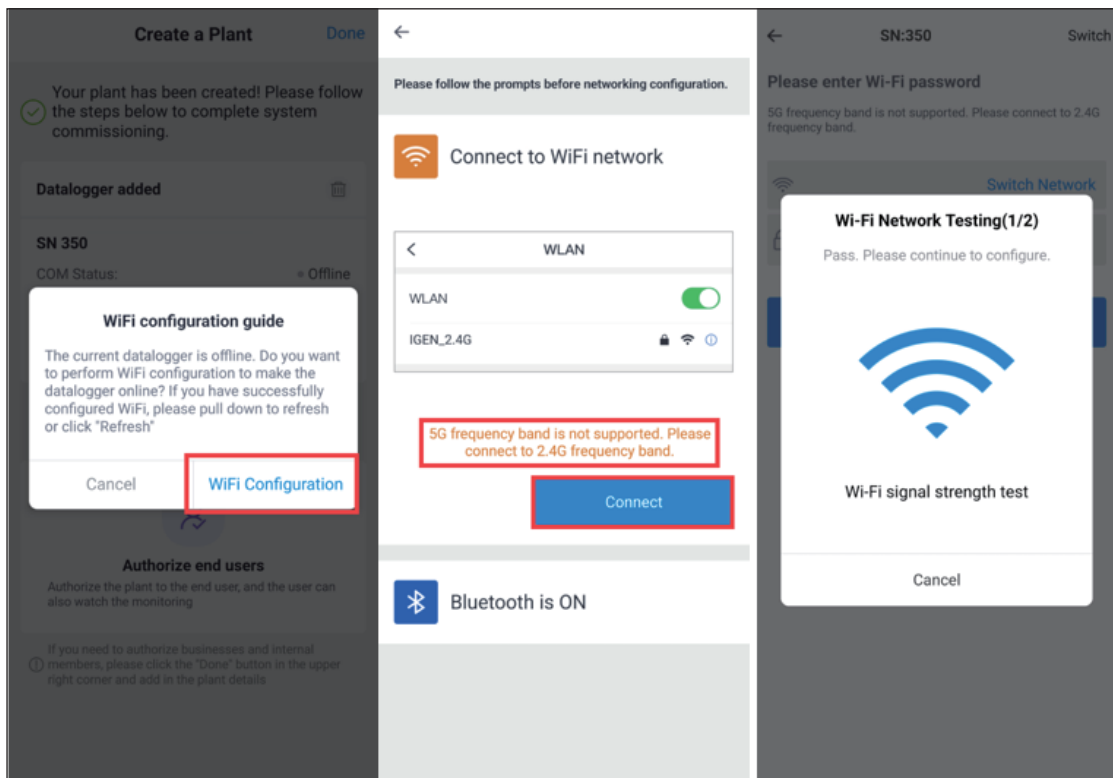 Create a Plant
Done
Your plant has been created! Please follow
the steps below to complete system
commissioning.
Datalogger added
SN 350
COM Status:
Offline
WiFi configuration guide
The current datalogger is offline. Do you want
to perform WiFi configuration to make the
datalogger online? If you have successfully
configured WiFi, please pull down to refresh
or click "Refresh"
Cancel
WiFi Configuration
Authorize end users
Authorize the plant to the end user, and the user can
also watch the monitoring
If you need to authorize businesses and internal
members, please click the "Done" button in the upper
right corner and add in the plant details
Please follow the prompts before networking configuration.
Connect to WiFi network
WLAN
WLAN
IGEN_2.4G
5G frequency band is not supported. Please
connect to 2.4G frequency band.
Connect
Bluetooth is ON
SN:350
Switch
Please enter Wi-Fi password
5G frequency band is not supported. Please connect to 2.4G
frequency band.
Switch Network
Wi-Fi Network Testing(1/2)
Pass. Please continue to configure.
Wi-Fi signal strength test
Cancel